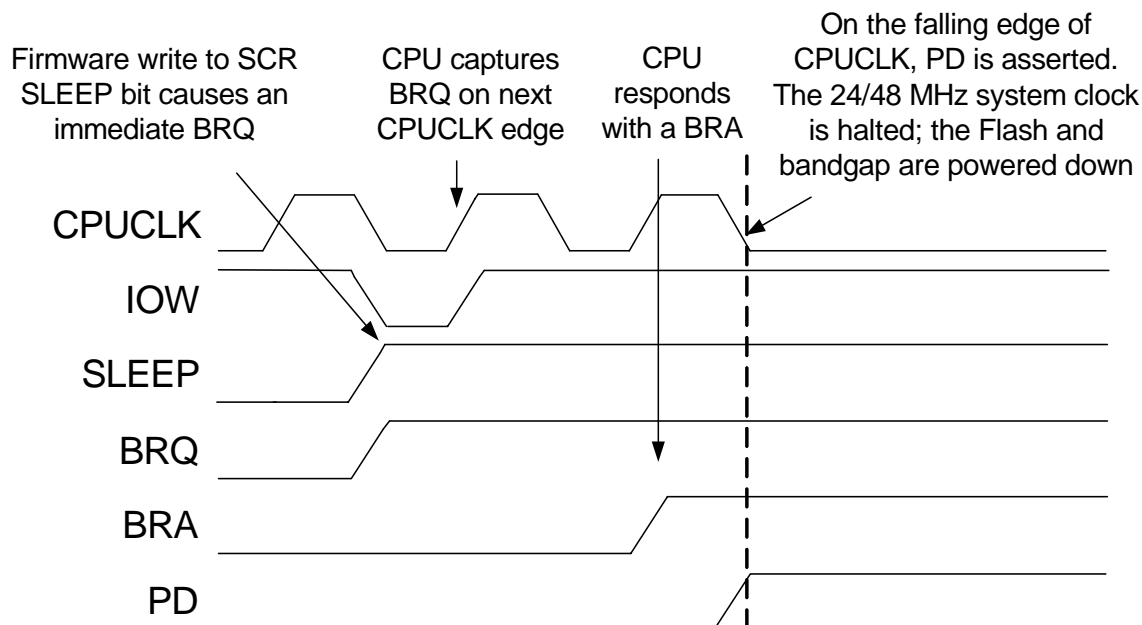 Firmware write to SCR
SLEEP bit causes an
immediate BRQ
CPU captures
BRQ on next
CPUCLK edge
CPU
responds
with a BRA
On the falling edge of
CPUCLK, PD is asserted.
The 24/48 MHz system clock
is halted; the Flash and
bandgap are powered down
CPUCLK
IOW
SLEEP
BRQ
BRA
PD